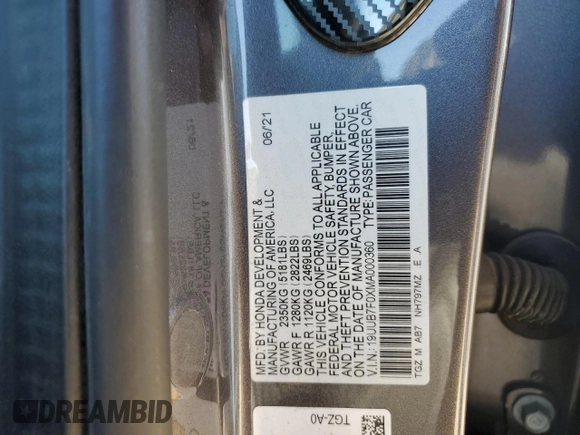 MFD. BY HONDA DEVELOPMENT & 06/21
MANUFACTURING OF AMERICA, LLC
GVWR 2350KG (5181LBS)
GAWR F 1280KG (2822LBS)
GAWR R 1120KG (2469LBS)
THIS VEHICLE CONFORMS TO ALL APPLICABLE
FEDERAL MOTOR VEHICLE SAFETY, BUMPER,
AND THEFT PREVENTION STANDARDS IN EFFECT
ON THE DATE OF MANUFACTURE SHOWN ABOVE.
V.I.N.: 19UUB7F0XMA000360 TYPE:PASSENGER CAR
TGZ M AB7 NH797MZ E A
TGZ-A0
DREAMBID